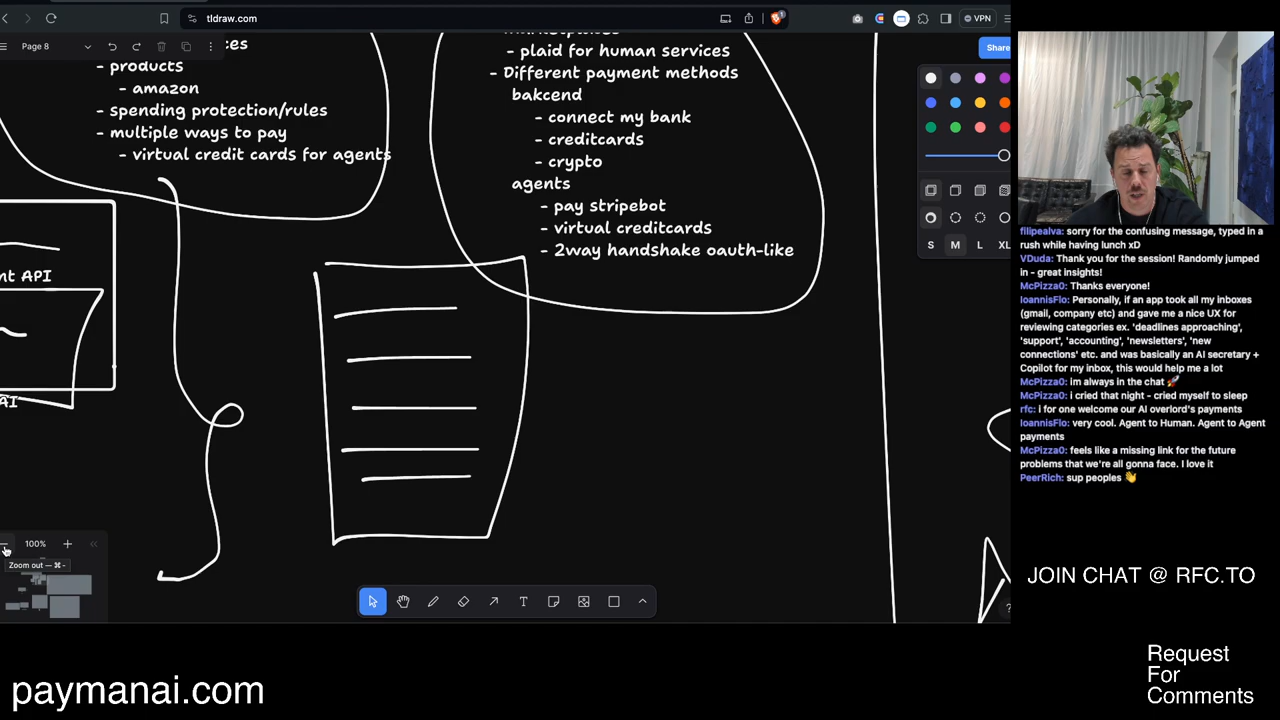 tldraw.com
VPN
Page 8
Share
ces
- products
- amazon
- spending protection/rules
- multiple ways to pay
- virtual credit cards for agents
- plaid for human services
- Different payment methods
bakcend
- connect my bank
- creditcards
- crypto
agents
- pay stripebot
- virtual creditcards
- 2way handshake oauth-like
nt API
AI
S
M
L
XL
100%
Zoom out — ⌘ -
filipealva: sorry for the confusing message, typed in a
rush while having lunch xD
VDuda: Thank you for the session! Randomly jumped
in - great insights!
McPizza0: Thanks everyone!
IoannisFlo: Personally, if an app took all my inboxes
(gmail, company etc) and gave me a nice UX for
reviewing categories ex. 'deadlines approaching',
'support', 'accounting', 'newsletters', 'new
connections' etc. and was basically an AI secretary +
Copilot for my inbox, this would help me a lot
McPizza0: im always in the chat 🚀
McPizza0: i cried that night - cried myself to sleep
rfc: i for one welcome our AI overlord's payments
IoannisFlo: very cool. Agent to Human. Agent to Agent
payments
McPizza0: feels like a missing link for the future
problems that we're all gonna face. I love it
PeerRich: sup peoples 👋
JOIN CHAT @ RFC.TO
Request
For
Comments
paymanai.com